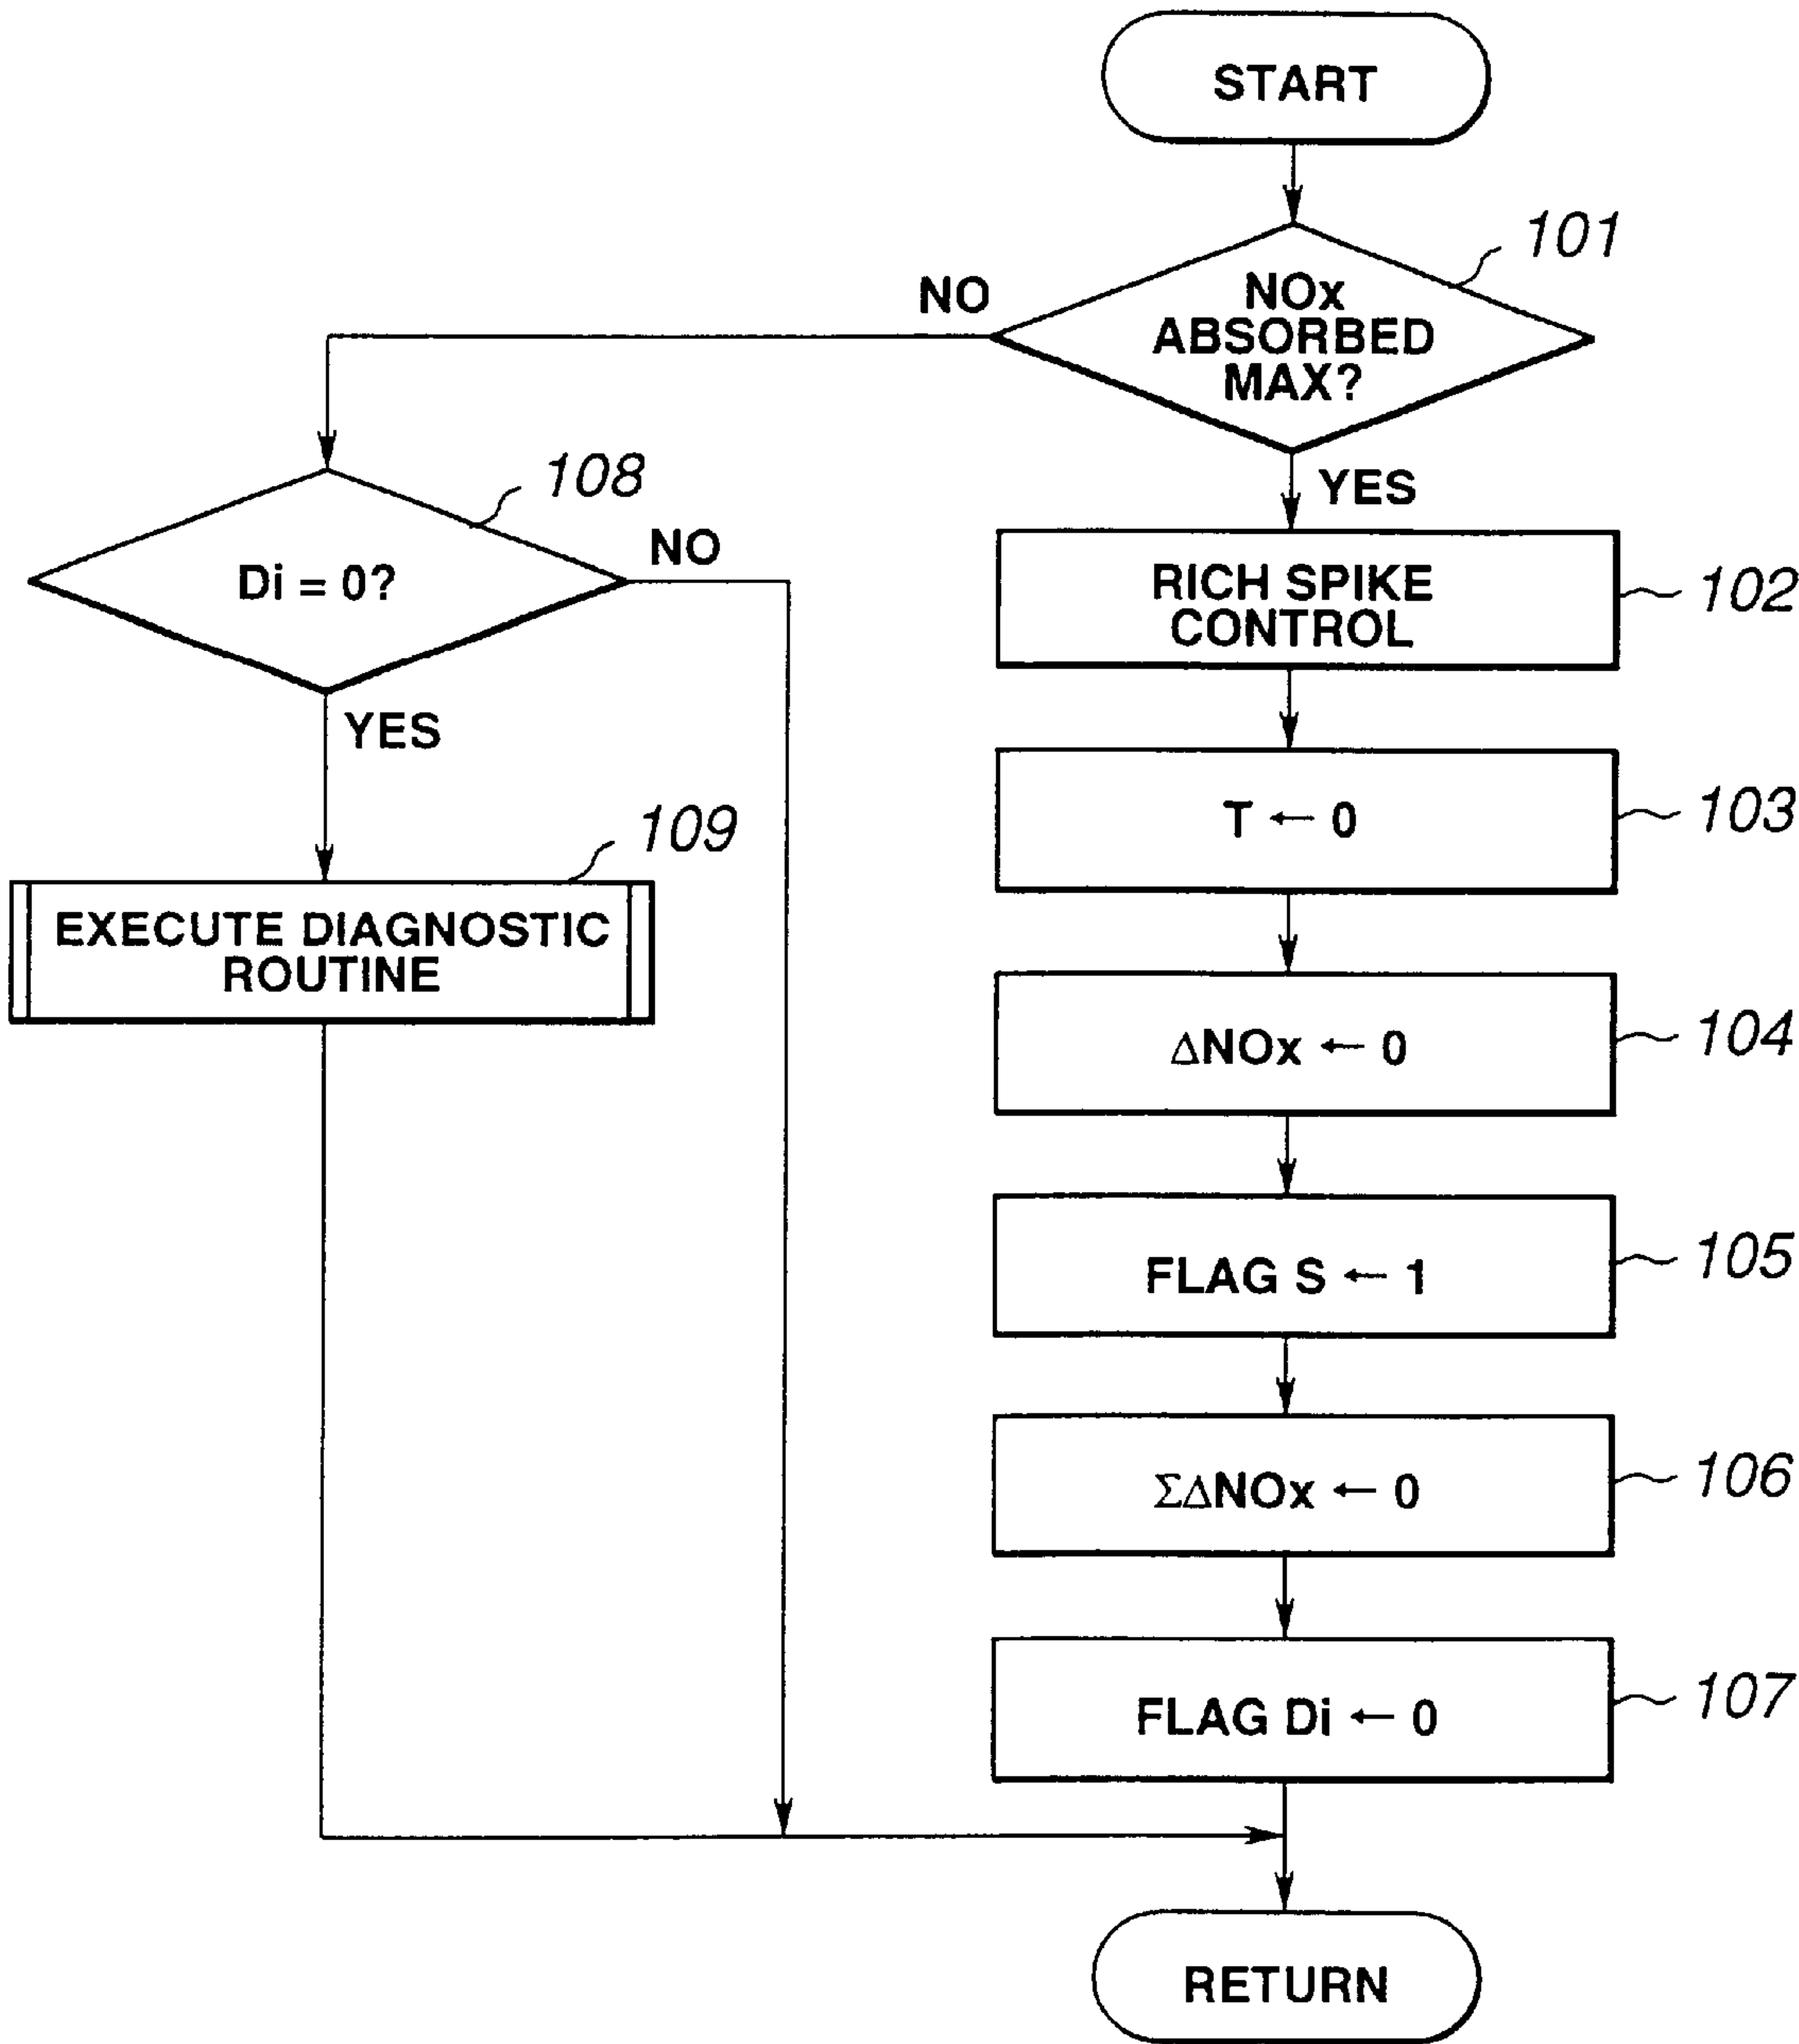 START
101
NO
NOx
ABSORBED
MAX?
YES
108
NO
Di = 0?
RICH SPIKE
CONTROL
102
YES
T ← 0
103
109
EXECUTE DIAGNOSTIC
ROUTINE
ΔNOx ← 0
104
FLAG S ← 1
105
ΣΔNOx ← 0
106
FLAG Di ← 0
107
RETURN